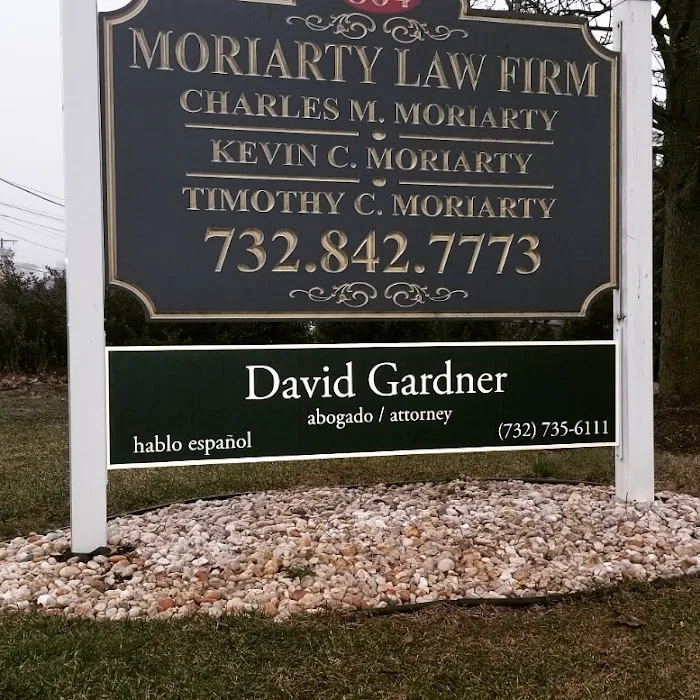 MORIARTY LAW FIRM
CHARLES M. MORIARTY
KEVIN C. MORIARTY
TIMOTHY C. MORIARTY
732.842.7773
David Gardner
abogado / attorney
hablo español
(732) 735-6111